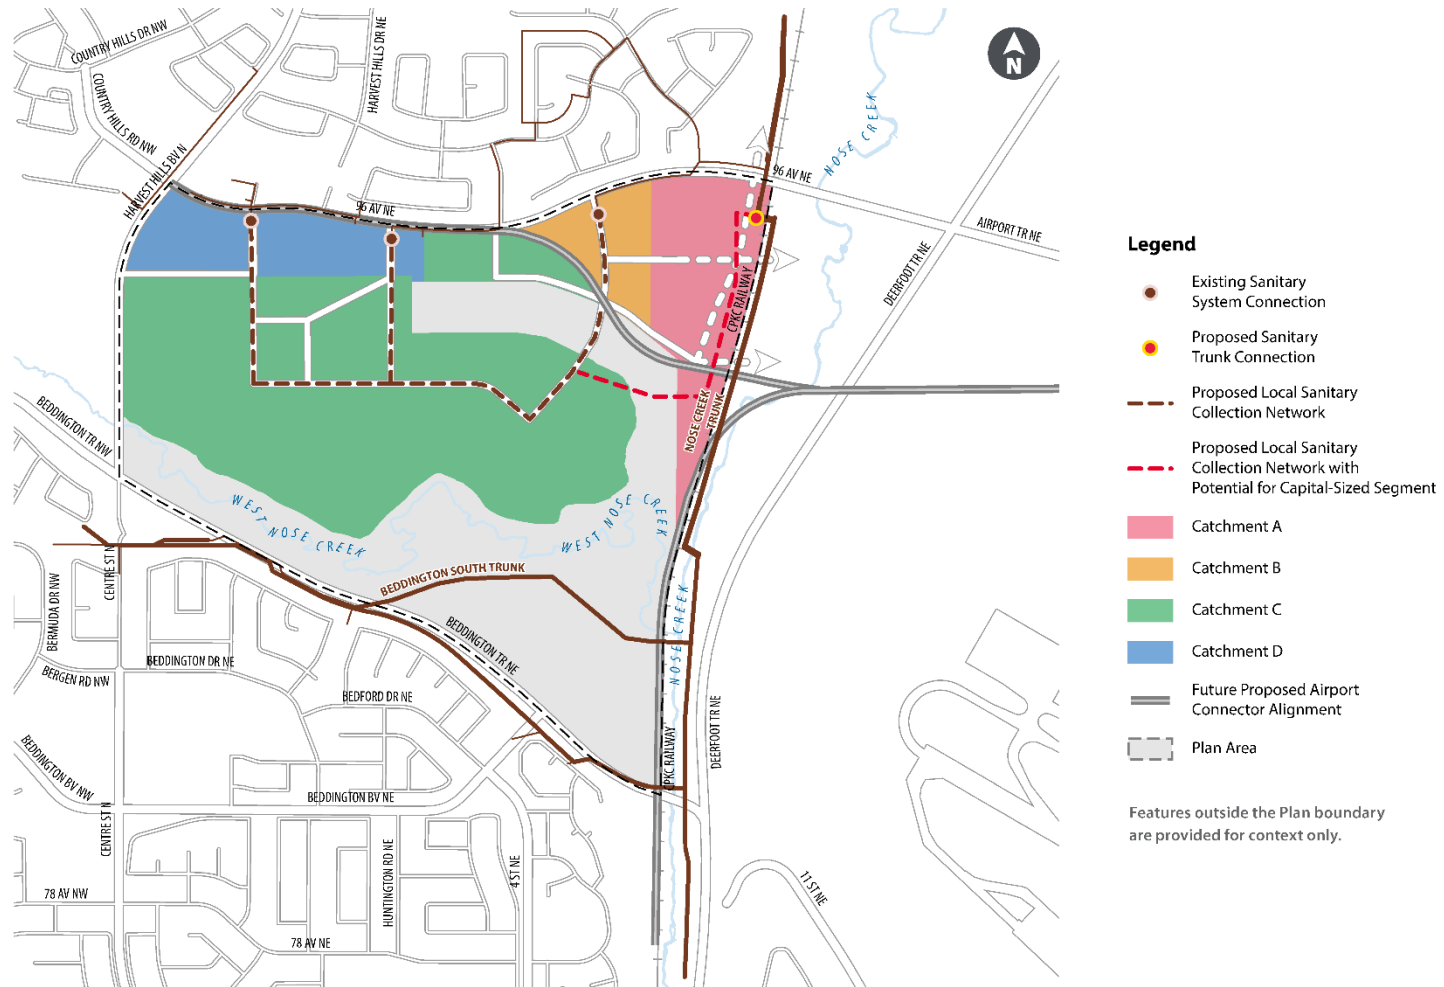 COUNTRY HILLS DR NW
HARVEST HILLS DR NE
COUNTRY HILLS RD NW
HARVEST HILLS BV N
N
NOSE CREEK
96 AV NE
96 AV NE
AIRPORT TR NE
DEERFOOT TR NE
CPKC RAILWAY
NOSE CREEK
TRUNK
BEDDINGTON TR NW
WEST NOSE CREEK
WEST NOSE CREEK
BEDDINGTON SOUTH TRUNK
CENTRE ST N
BERMUDA DR NW
BERGEN RD NW
BEDDINGTON DR NE
BEDDINGTON TR NE
NOSE CREEK
BEDFORD DR NE
DEERFOOT TR NE
CPKC RAILWAY
BEDDINGTON BV NW
BEDDINGTON BV NE
CENTRE ST N
HUNTINGTON RD NE
4 ST NE
11 ST NE
78 AV NW
78 AV NE
Legend
Existing Sanitary
System Connection
Proposed Sanitary
Trunk Connection
Proposed Local Sanitary
Collection Network
Proposed Local Sanitary
Collection Network with
Potential for Capital-Sized Segment
Catchment A
Catchment B
Catchment C
Catchment D
Future Proposed Airport
Connector Alignment
Plan Area
Features outside the Plan boundary
are provided for context only.